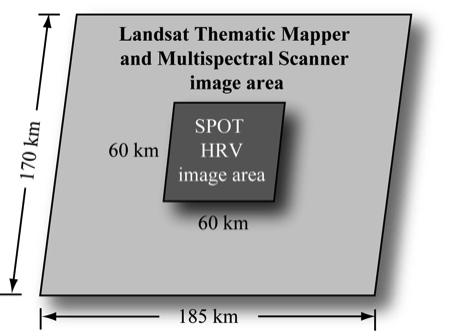 Landsat Thematic Mapper
and Multispectral Scanner
image area
SPOT
HRV
image area
60 km
60 km
170 km
185 km